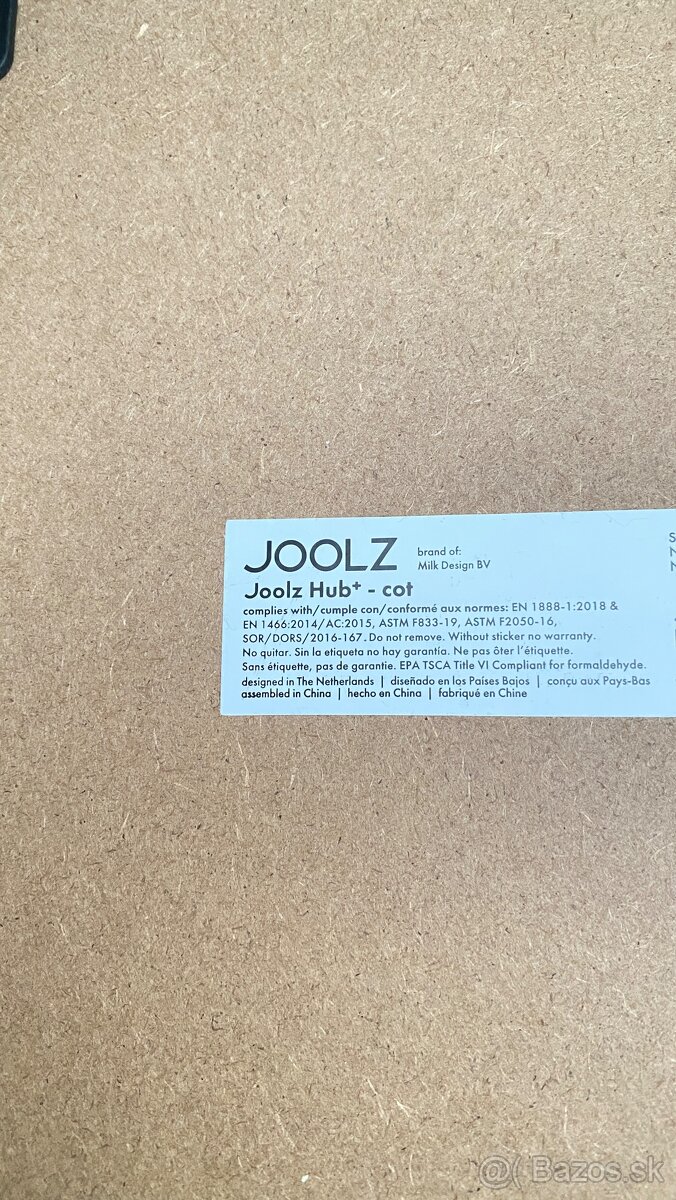 JOOLZ
brand of:
Milk Design BV
Joolz Hub⁺ - cot
complies with/cumple con/conformé aux normes: EN 1888-1:2018 &
EN 1466:2014/AC:2015, ASTM F833-19, ASTM F2050-16,
SOR/DORS/2016-167. Do not remove. Without sticker no warranty.
No quitar. Sin la etiqueta no hay garantía. Ne pas ôter l'étiquette.
Sans étiquette, pas de garantie. EPA TSCA Title VI Compliant for formaldehyde.
designed in The Netherlands | diseñado en los Países Bajos | conçu aux Pays-Bas
assembled in China | hecho en China | fabriqué en Chine
@( Bazos.sk